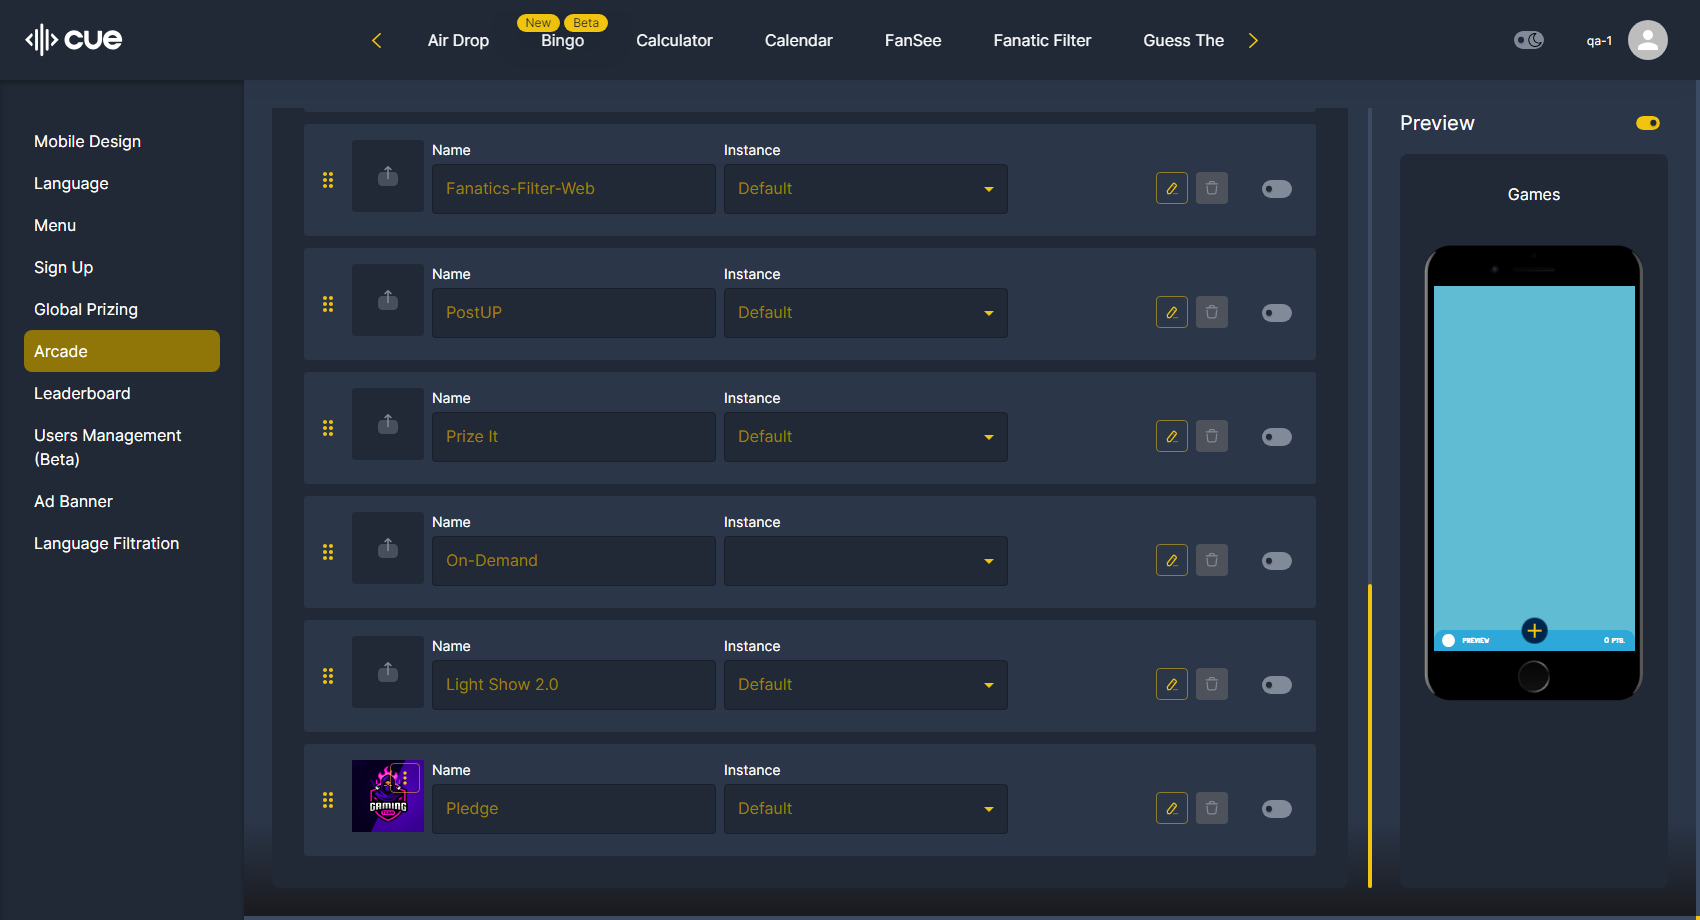 cue
New
Beta
Air Drop
Bingo
Calculator
Calendar
FanSee
Fanatic Filter
Guess The
qa-1
Mobile Design
Language
Menu
Sign Up
Global Prizing
Arcade
Leaderboard
Users Management
(Beta)
Ad Banner
Language Filtration
Name
Instance
Fanatics-Filter-Web
Default
Name
Instance
PostUP
Default
Name
Instance
Prize It
Default
Name
Instance
On-Demand
Name
Instance
Light Show 2.0
Default
GAMING
Name
Instance
Pledge
Default
Preview
Games
PREVIEW
0 PTS.